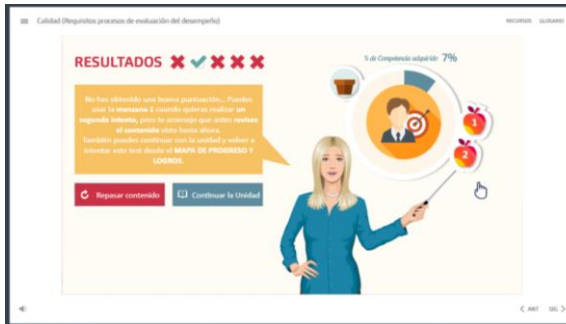 Calidad (Requisitos procesos de evaluación del desempeño)
RECURSOS GLOSARIO
RESULTADOS
% de Competencia adquirido 7%
No has obtenido una buena puntuación... Puedes
usar la manzana 1 cuando quieras realizar un
segundo intento, pero te aconsejo que antes revises
el contenido visto hasta ahora.
También puedes continuar con la unidad y volver a
intentar este test desde el MAPA DE PROGRESO Y
LOGROS.
1
2
Repasar contenido
Continuar la Unidad
ANT SIG